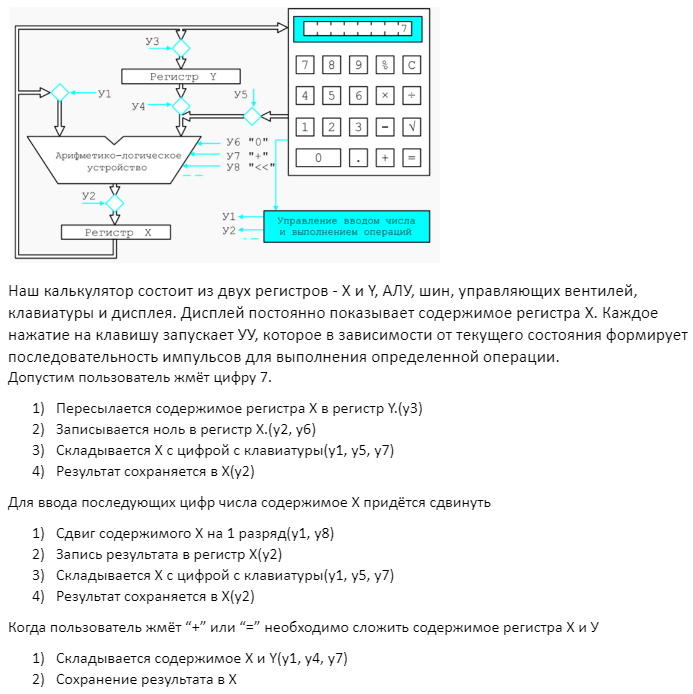 7
У3
7 8 9 % C
Регистр Y
У1
У4
У5
4 5 6 × ÷
1 2 3 − √
Арифметико-логическое
устройство
У6 "0"
У7 "+"
У8 "<<"
0 . + =
У2
Регистр X
У1
У2
Управление вводом числа
и выполнением операций
Наш калькулятор состоит из двух регистров - X и Y, АЛУ, шин, управляющих вентилей,
клавиатуры и дисплея. Дисплей постоянно показывает содержимое регистра X. Каждое
нажатие на клавишу запускает УУ, которое в зависимости от текущего состояния формирует
последовательность импульсов для выполнения определенной операции.
Допустим пользователь жмёт цифру 7.
1) Пересылается содержимое регистра X в регистр Y.(у3)
2) Записывается ноль в регистр X.(у2, у6)
3) Складывается X с цифрой с клавиатуры(у1, у5, у7)
4) Результат сохраняется в X(у2)
Для ввода последующих цифр числа содержимое X придётся сдвинуть
1) Сдвиг содержимого X на 1 разряд(у1, у8)
2) Запись результата в регистр X(у2)
3) Складывается X с цифрой с клавиатуры(у1, у5, у7)
4) Результат сохраняется в X(у2)
Когда пользователь жмёт “+” или “=” необходимо сложить содержимое регистра X и У
1) Складывается содержимое X и Y(у1, у4, у7)
2) Сохранение результата в X